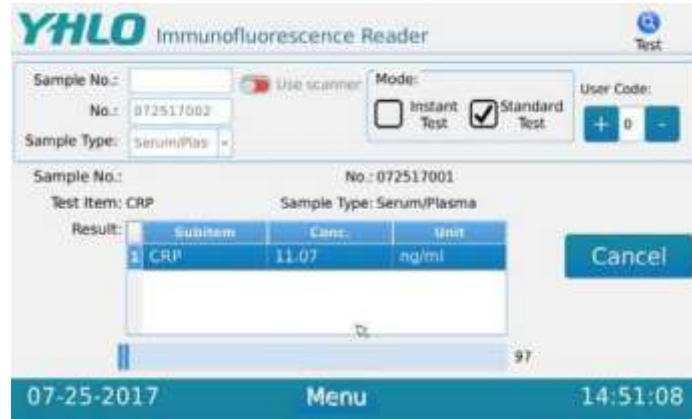 YHLO Immunofluorescence Reader
Test
Sample No.:
Use scanner
Mode:
Instant Test
Standard Test
User Code:
+ 0 -
No.: 072517002
Sample Type: Serum/Plas
Sample No.:
No.: 072517001
Test Item: CRP
Sample Type: Serum/Plasma
Result:
Subitem Conc. Unit
1 CRP 11.07 ng/ml
Cancel
97
07-25-2017 Menu 14:51:08